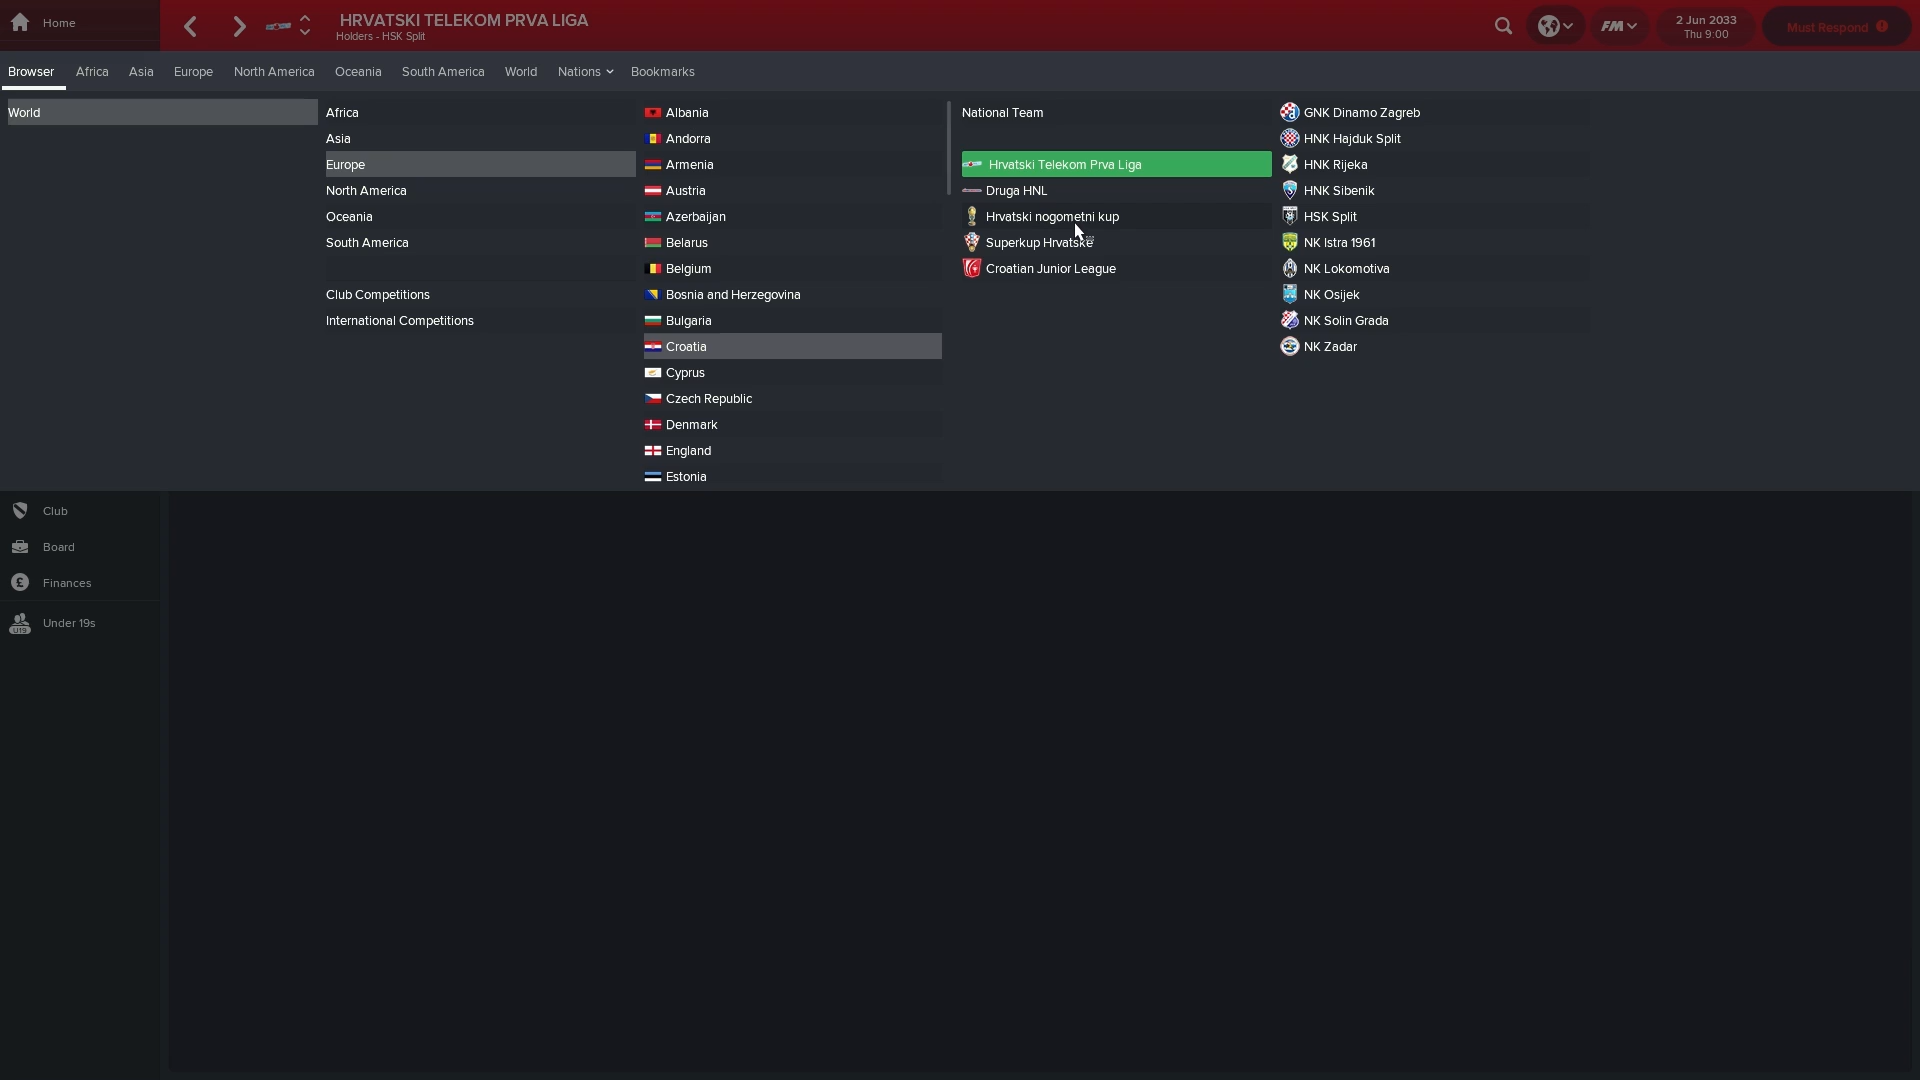 Home
HRVATSKI TELEKOM PRVA LIGA
Holders - HSK Split
FM
2 Jun 2033
Thu 9:00
Must Respond
Browser Africa Asia Europe North America Oceania South America World Nations Bookmarks
World
Africa
Asia
Europe
North America
Oceania
South America
Club Competitions
International Competitions
Albania
Andorra
Armenia
Austria
Azerbaijan
Belarus
Belgium
Bosnia and Herzegovina
Bulgaria
Croatia
Cyprus
Czech Republic
Denmark
England
Estonia
National Team
Hrvatski Telekom Prva Liga
Druga HNL
Hrvatski nogometni kup
Superkup Hrvatske
Croatian Junior League
GNK Dinamo Zagreb
HNK Hajduk Split
HNK Rijeka
HNK Sibenik
HSK Split
NK Istra 1961
NK Lokomotiva
NK Osijek
NK Solin Grada
NK Zadar
Club
Board
Finances
U19
Under 19s